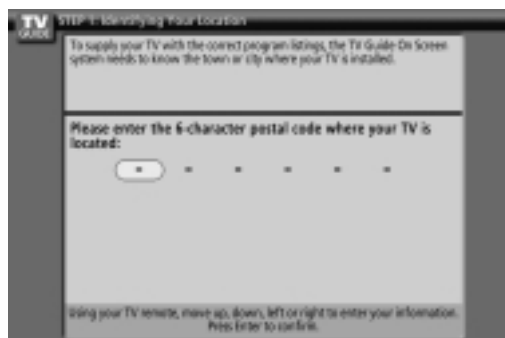 TV
GUIDE
STEP 1: Identifying Your Location
To supply your TV with the correct program listings, the TV Guide On Screen
system needs to know the town or city where your TV is installed.
Please enter the 6-character postal code where your TV is
located:
- - - - - -
Using your TV remote, move up, down, left or right to enter your information.
Press Enter to confirm.